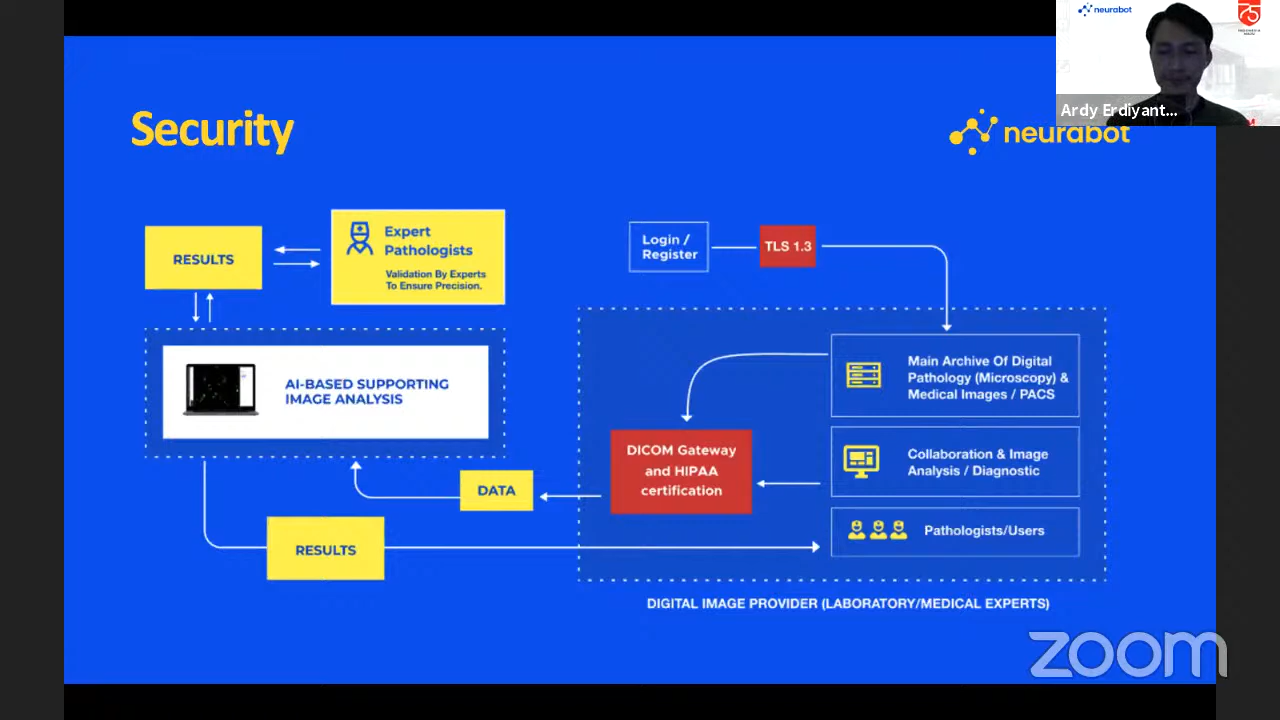 neurabot
75
Ardy Erdiyant...
Security
neurabot
RESULTS
Expert
Pathologists
Validation By Experts
To Ensure Precision.
Login /
Register
TLS 1.3
AI-BASED SUPPORTING
IMAGE ANALYSIS
DATA
RESULTS
DICOM Gateway
and HIPAA
certification
Main Archive Of Digital
Pathology (Microscopy) &
Medical Images / PACS
Collaboration & Image
Analysis / Diagnostic
Pathologists/Users
DIGITAL IMAGE PROVIDER (LABORATORY/MEDICAL EXPERTS)
zoom